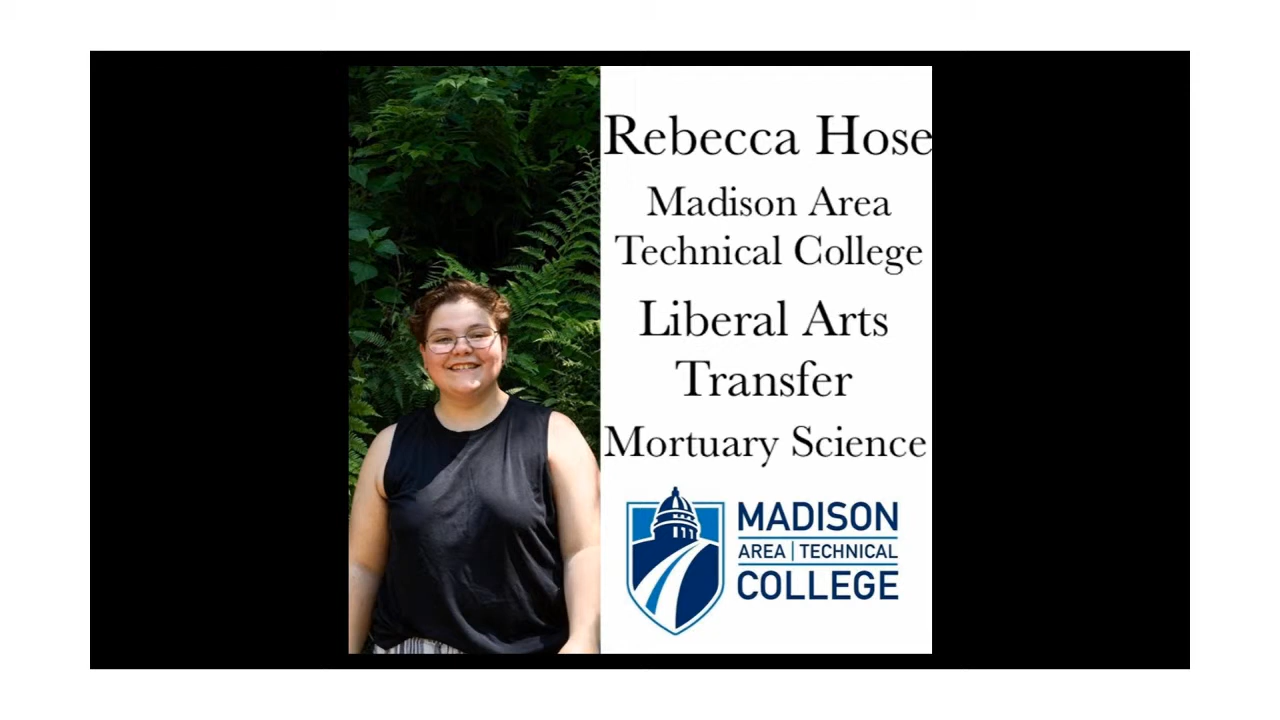 Rebecca Hose
Madison Area
Technical College
Liberal Arts
Transfer
Mortuary Science
MADISON
AREA | TECHNICAL
COLLEGE